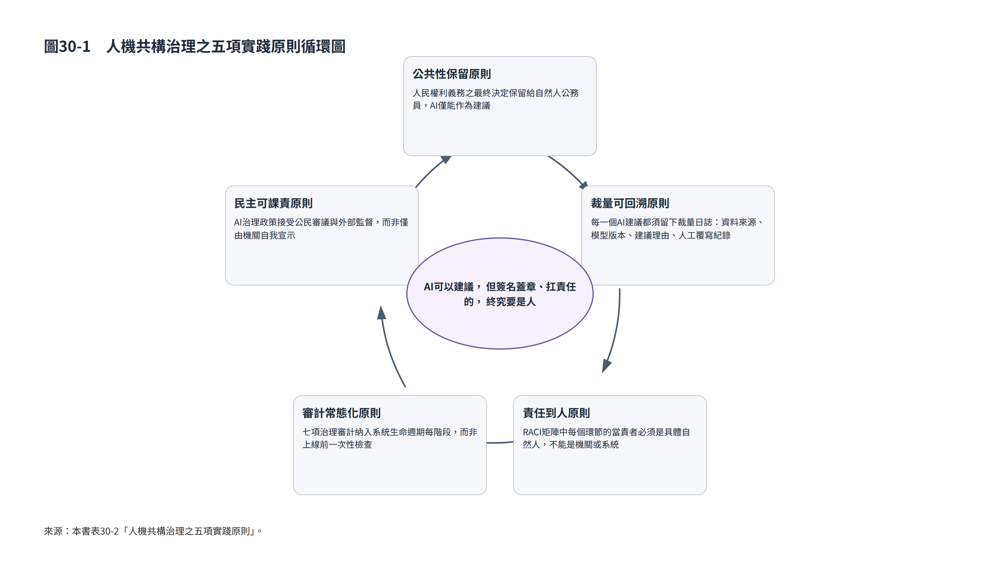 圖30-1　人機共構治理之五項實踐原則循環圖
公共性保留原則
人民權利義務之最終決定保留給自然人公務
員，AI僅能作為建議
民主可課責原則
AI治理政策接受公民審議與外部監督，而非僅
由機關自我宣示
裁量可回溯原則
每一個AI建議都須留下裁量日誌：資料來源、
模型版本、建議理由、人工覆寫紀錄
AI可以建議， 但簽名蓋章、扛責任
的， 終究要是人
審計常態化原則
七項治理審計納入系統生命週期每階段，而非
上線前一次性檢查
責任到人原則
RACI矩陣中每個環節的當責者必須是具體自
然人，不能是機關或系統
來源：本書表30-2「人機共構治理之五項實踐原則」。